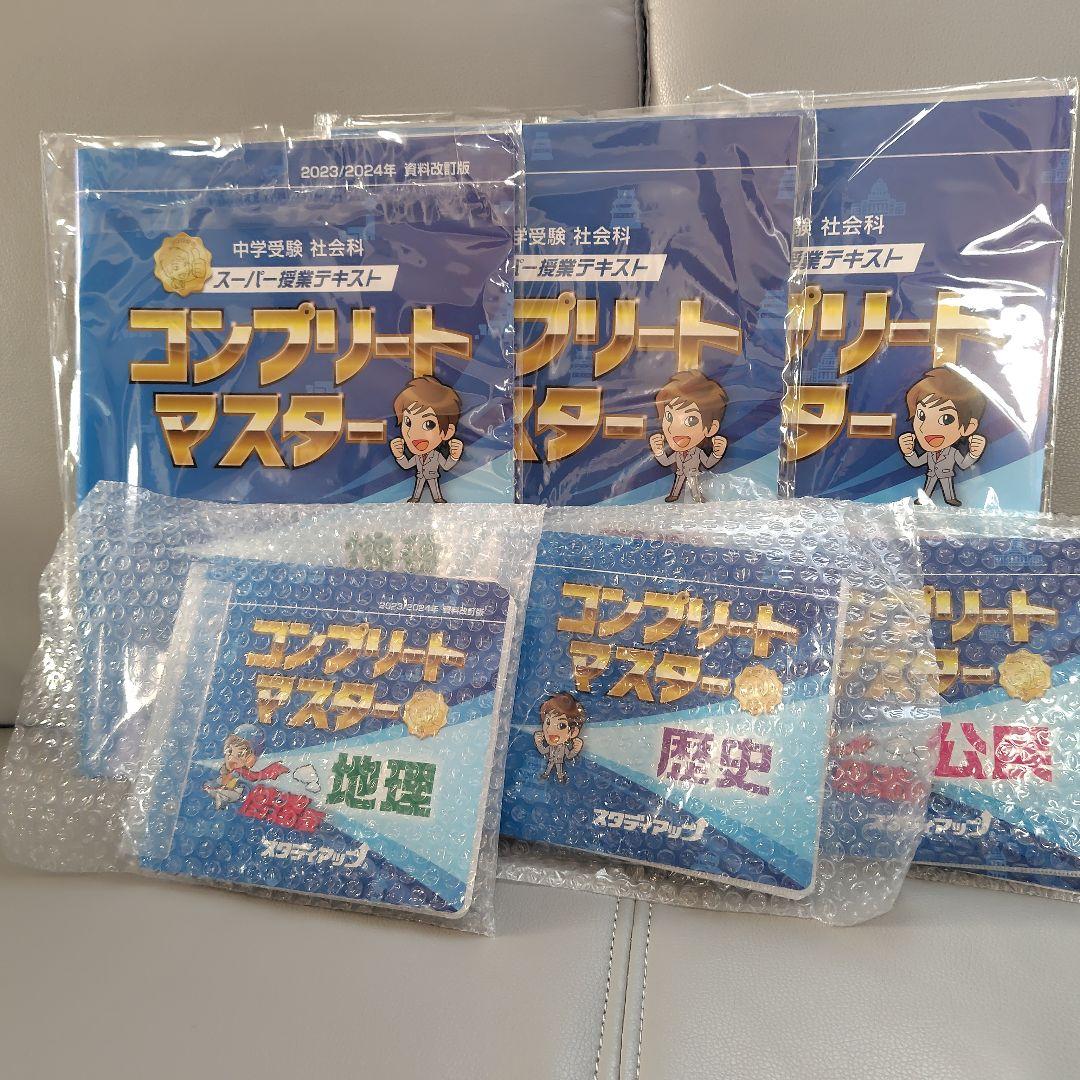 2023/2024年 資料改訂版
中学受験 社会科
スーパー授業テキスト
コンプリート
マスター
学受験 社会科
パー授業テキスト
プリート
スター
験 社会科
授業テキスト
プリート
ター
2023/2024年 資料改訂版
コンプリート
マスター
地理
スタディアップ
コンプリート
マスター
歴史
スタディアップ
プリート
スター
公民
スタディアップ